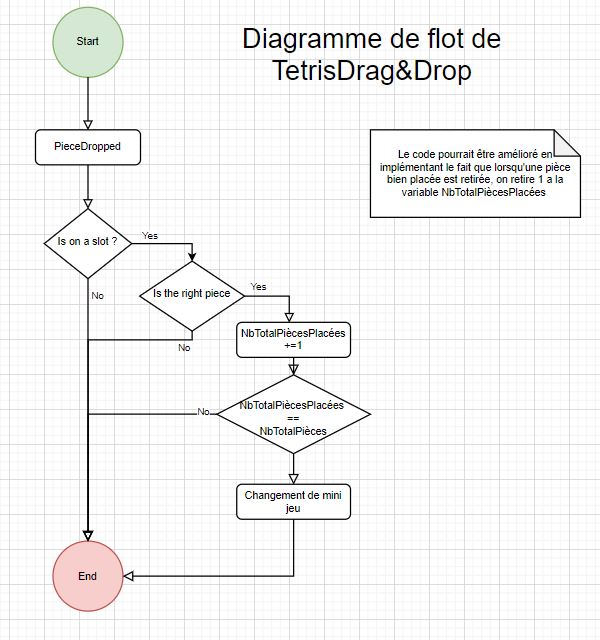 Diagramme de flot de
TetrisDrag&Drop
Start
PieceDropped
Le code pourrait être amélioré en
implémentant le fait que lorsqu'une pièce
bien placée est retirée, on retire 1 a la
variable NbTotalPiècesPlacées
Is on a slot ?
Yes
No
Is the right piece
Yes
No
NbTotalPiècesPlacées
+=1
NbTotalPiècesPlacées
==
NbTotalPièces
No
Changement de mini
jeu
End